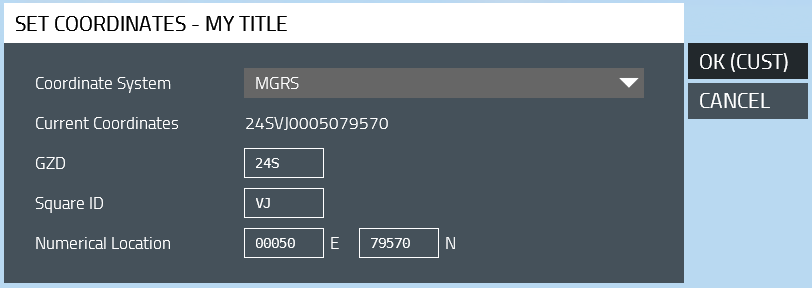 SET COORDINATES - MY TITLE
OK (CUST)
CANCEL
Coordinate System MGRS
Current Coordinates 24SVJ0005079570
GZD 24S
Square ID VJ
Numerical Location 00050 E 79570 N